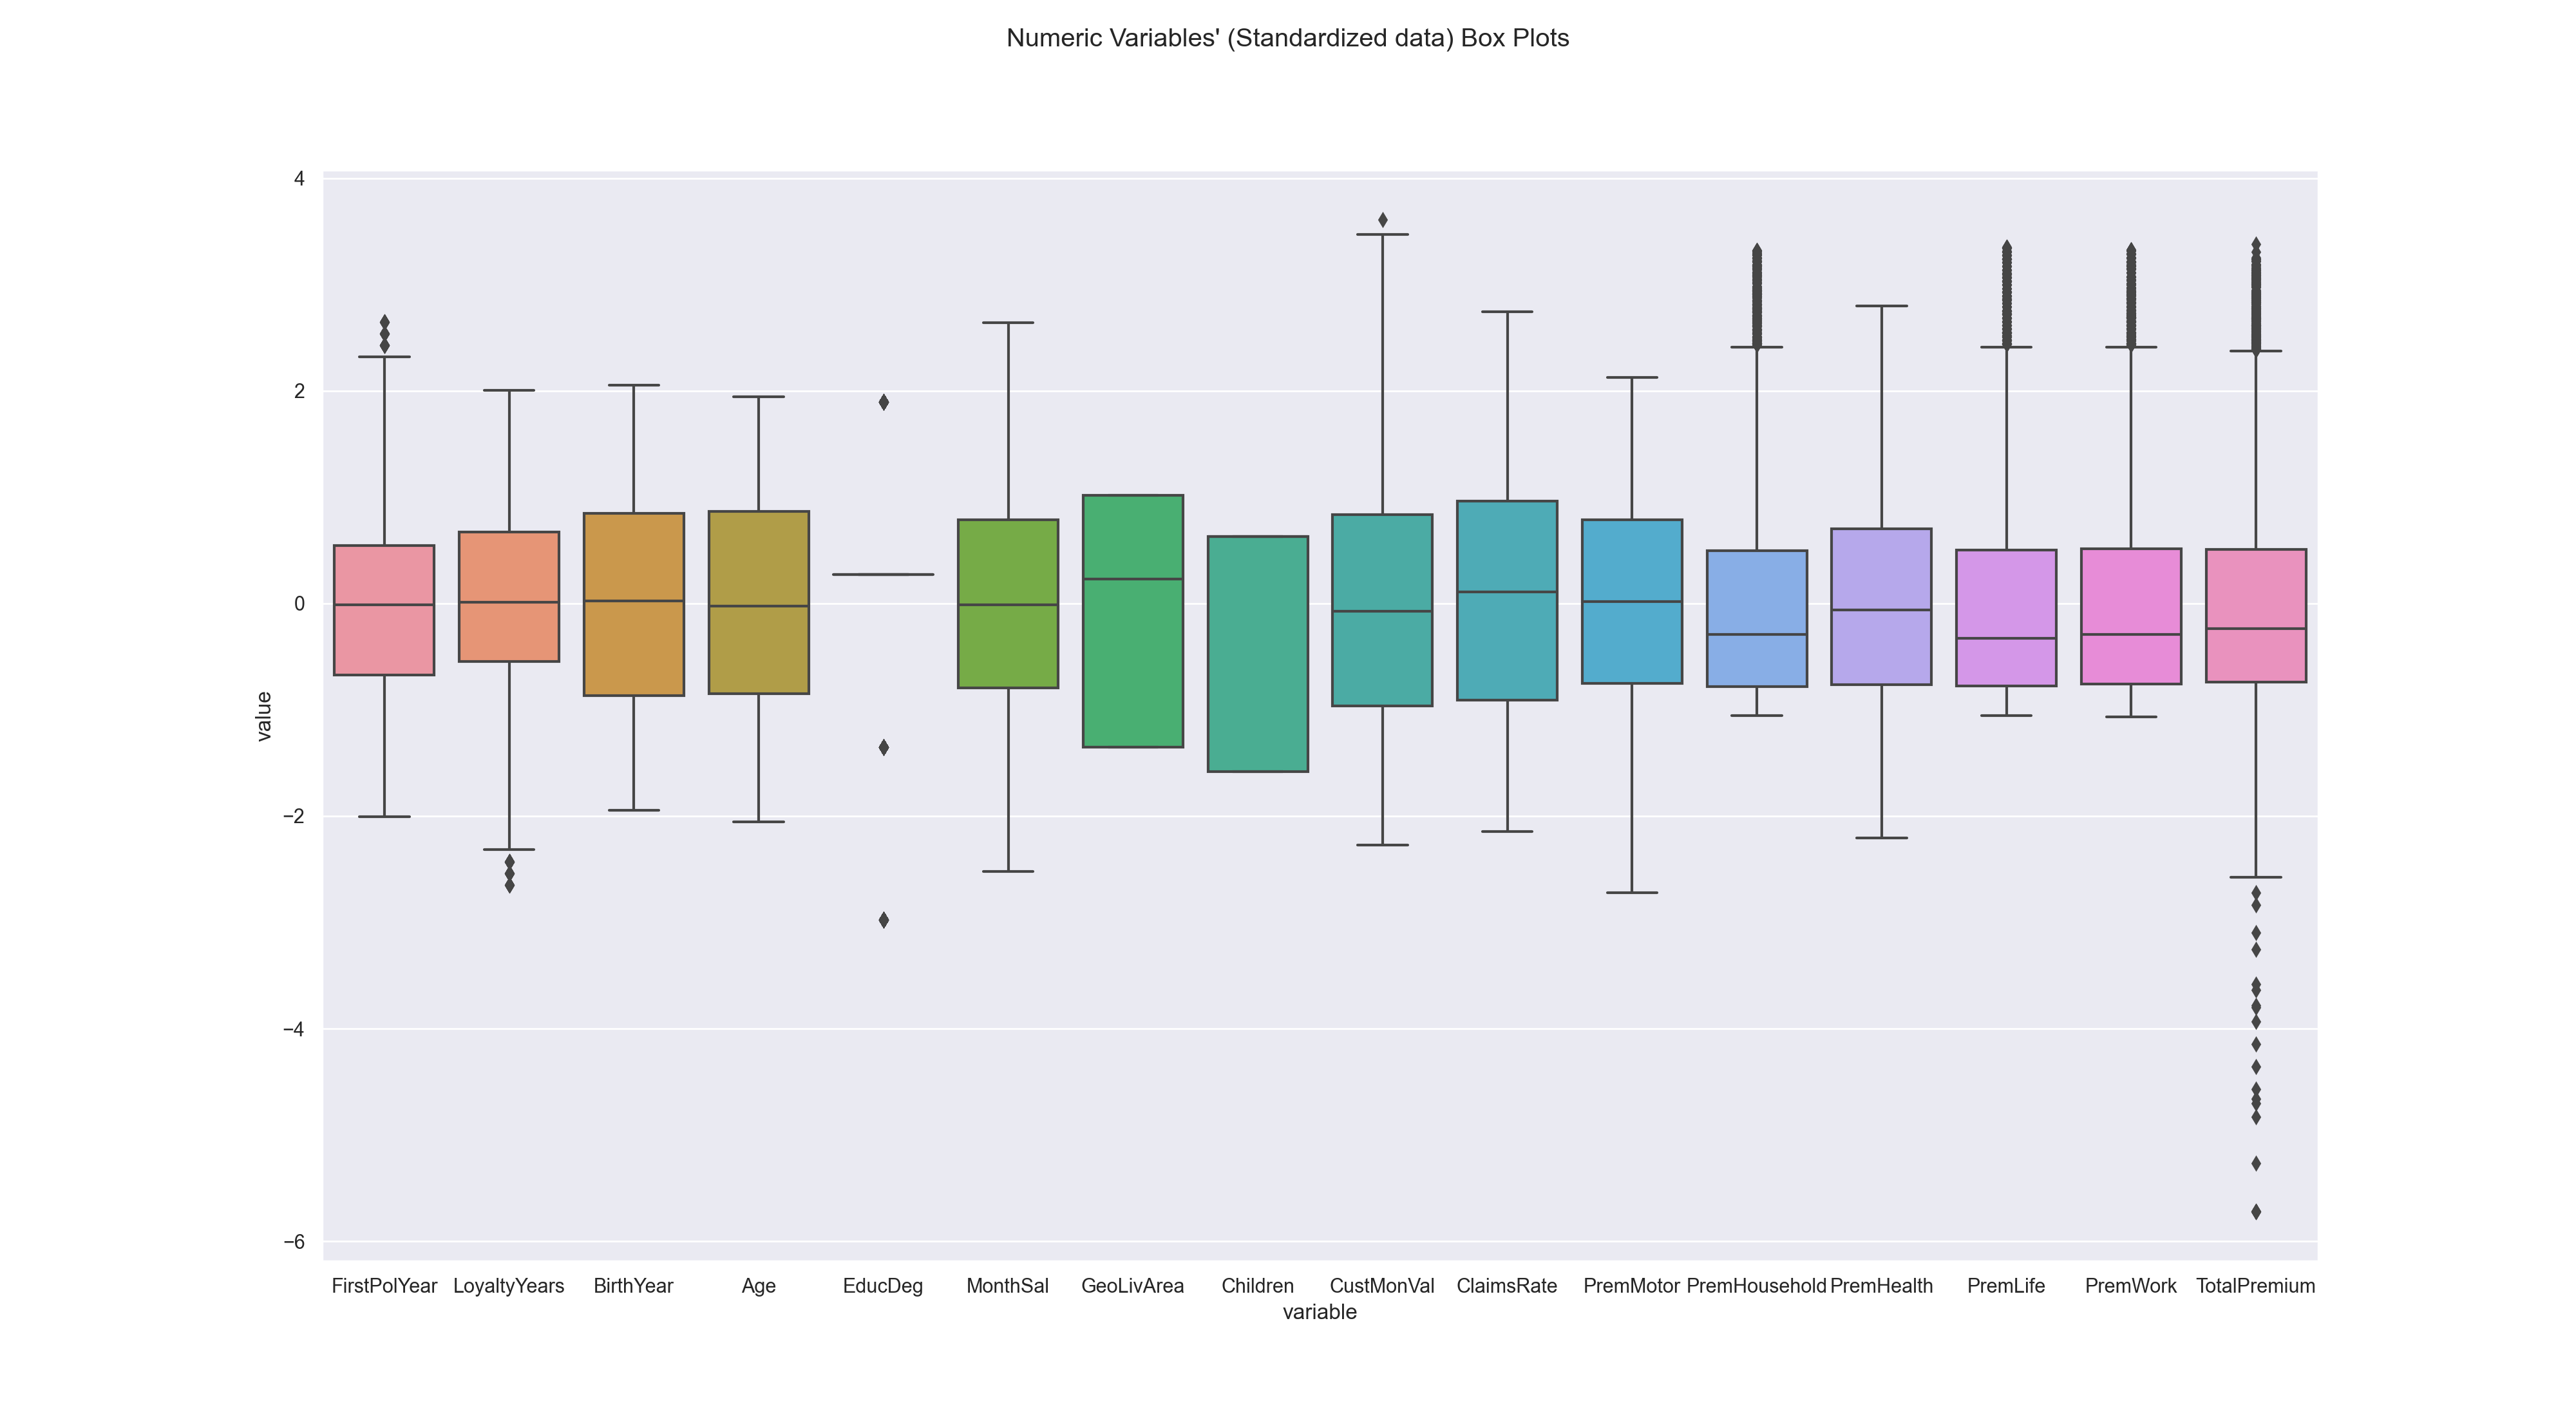 Numeric Variables' (Standardized data) Box Plots
4
2
0
−2
−4
−6
value
FirstPolYear LoyaltyYears BirthYear Age EducDeg MonthSal GeoLivArea Children CustMonVal ClaimsRate PremMotor PremHousehold PremHealth PremLife PremWork TotalPremium
variable